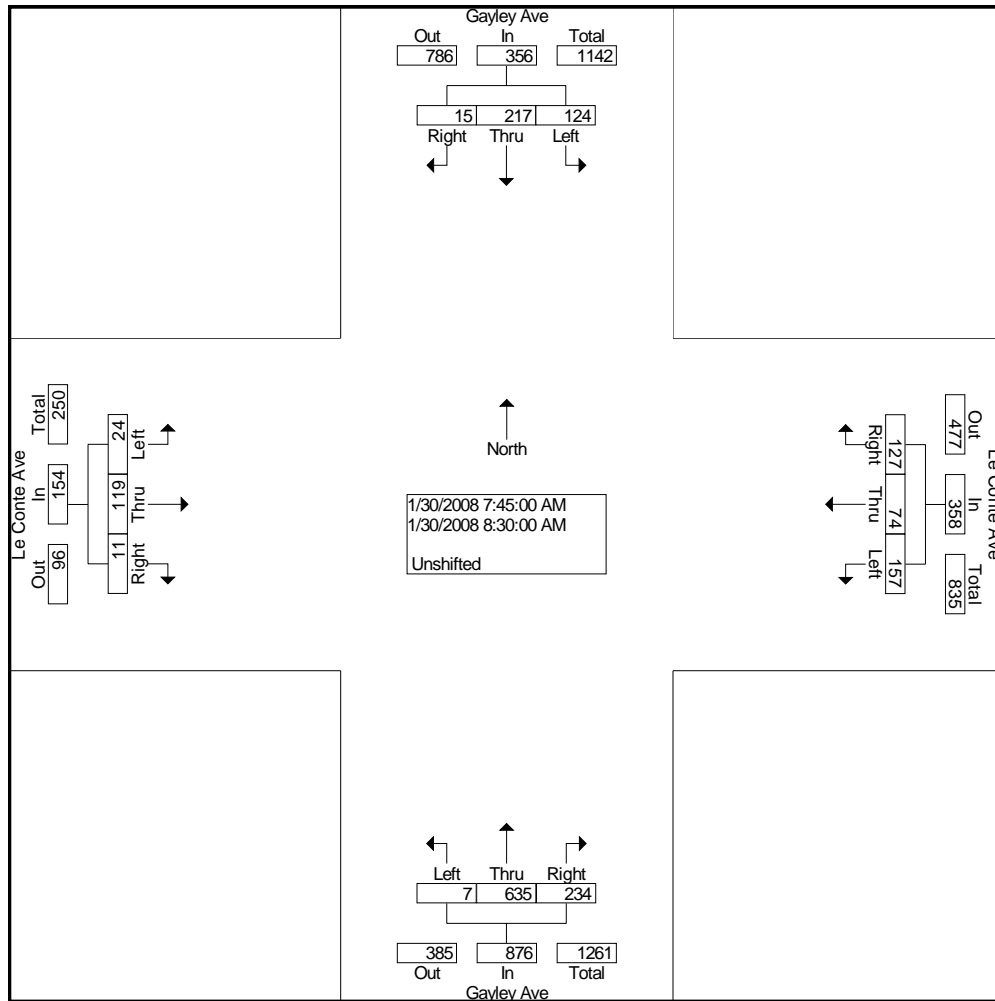 Gayley Ave
Out In Total
786 356 1142
15 217 124
Right Thru Left
Le Conte Ave
Out In Total
96 154 250
Left Thru Right
24 119 11
North
1/30/2008 7:45:00 AM
1/30/2008 8:30:00 AM
Unshifted
Right Thru Left
127 74 157
Out In Total
477 358 835
Le Conte Ave
Left Thru Right
7 635 234
385 876 1261
Out In Total
Gayley Ave